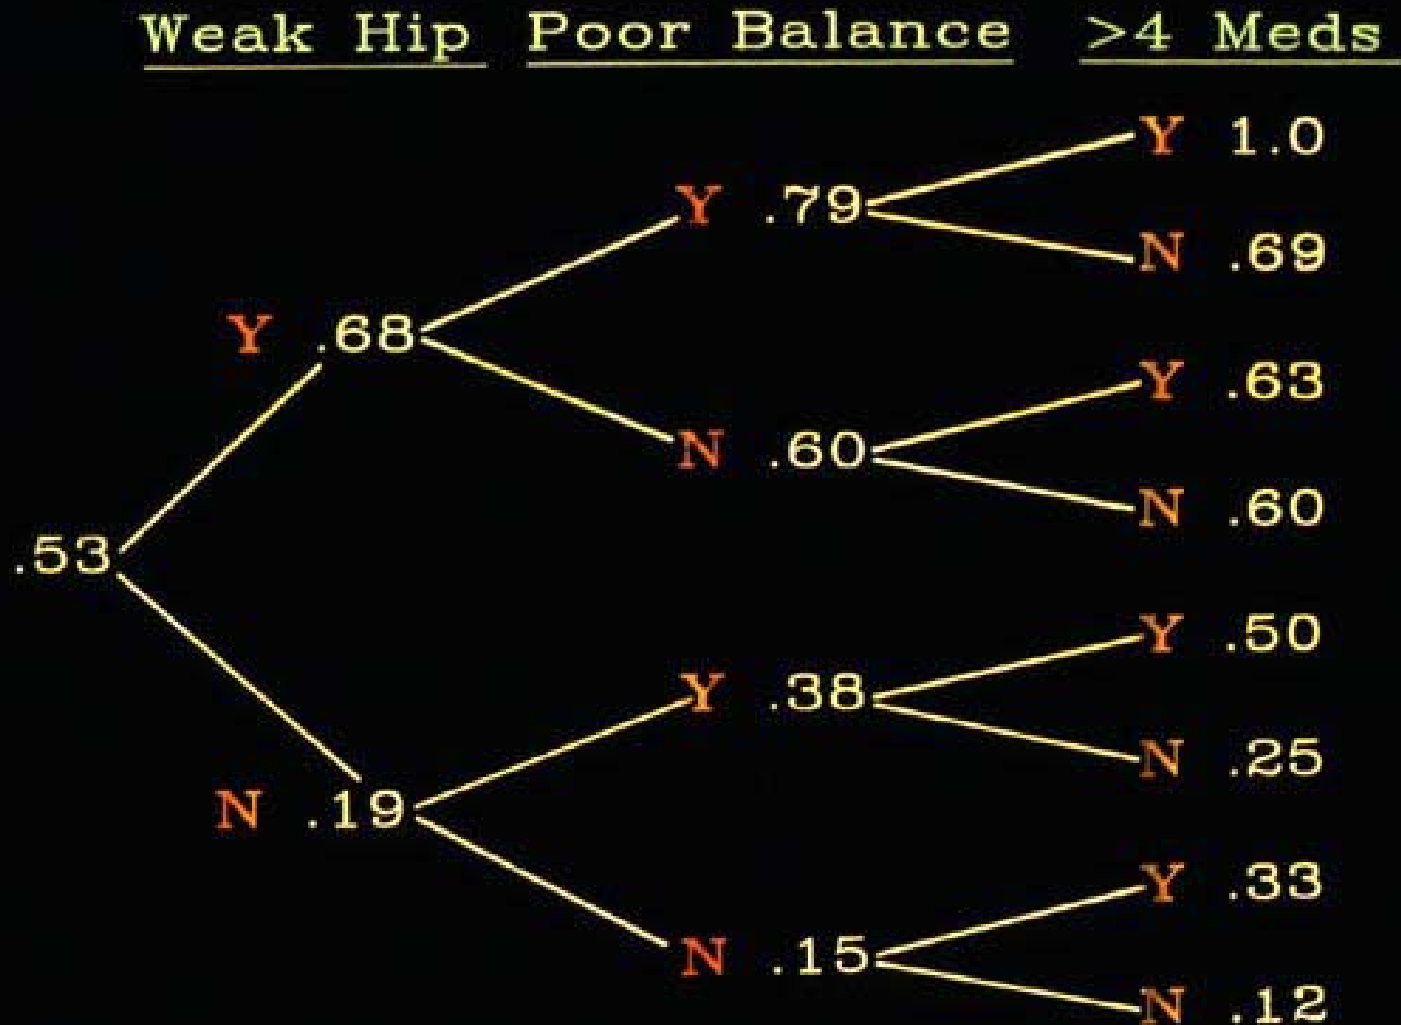 Weak Hip Poor Balance >4 Meds
Y 1.0
Y .79
N .69
Y .68
Y .63
N .60
N .60
.53
Y .50
Y .38
N .25
N .19
Y .33
N .15
N .12